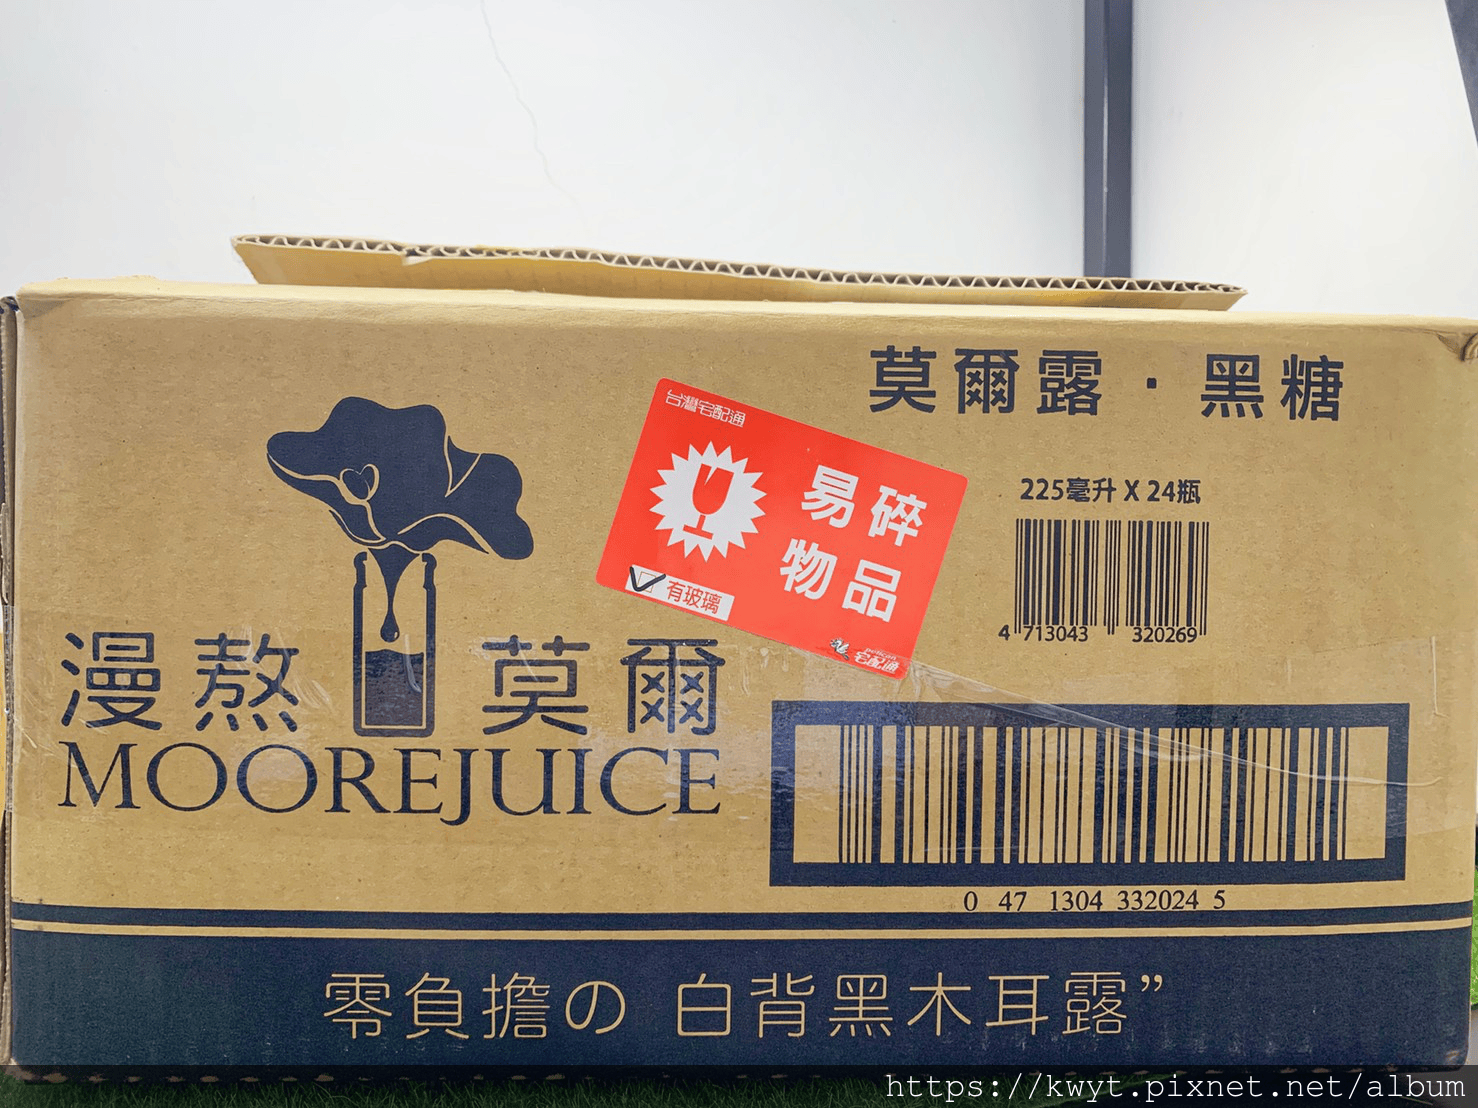 莫爾露·黑糖
台灣宅配通
易碎
物品
有玻璃
宅配通
225毫升 X 24瓶
4 713043 320269
漫熬莫爾
MOOREJUICE
0 47 1304 332024 5
零負擔の 白背黑木耳露”
https://kwyt.pixnet.net/album